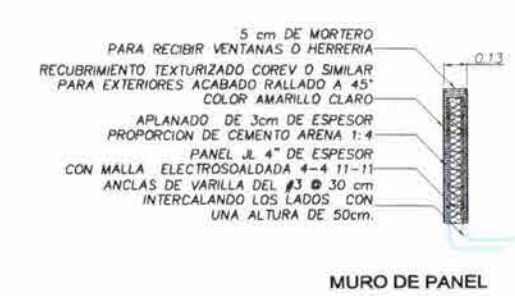 5 cm DE MORTERO
PARA RECIBIR VENTANAS O HERRERIA
RECUBRIMIENTO TEXTURIZADO COREV O SIMILAR
PARA EXTERIORES ACABADO RALLADO A 45°
COLOR AMARILLO CLARO
APLANADO DE 3cm DE ESPESOR
PROPORCION DE CEMENTO ARENA 1:4
PANEL JL 4" DE ESPESOR
CON MALLA ELECTROSOALDADA 4-4 11-11
ANCLAS DE VARILLA DEL #3 @ 30 cm
INTERCALANDO LOS LADOS CON
UNA ALTURA DE 50cm.
0.13
MURO DE PANEL